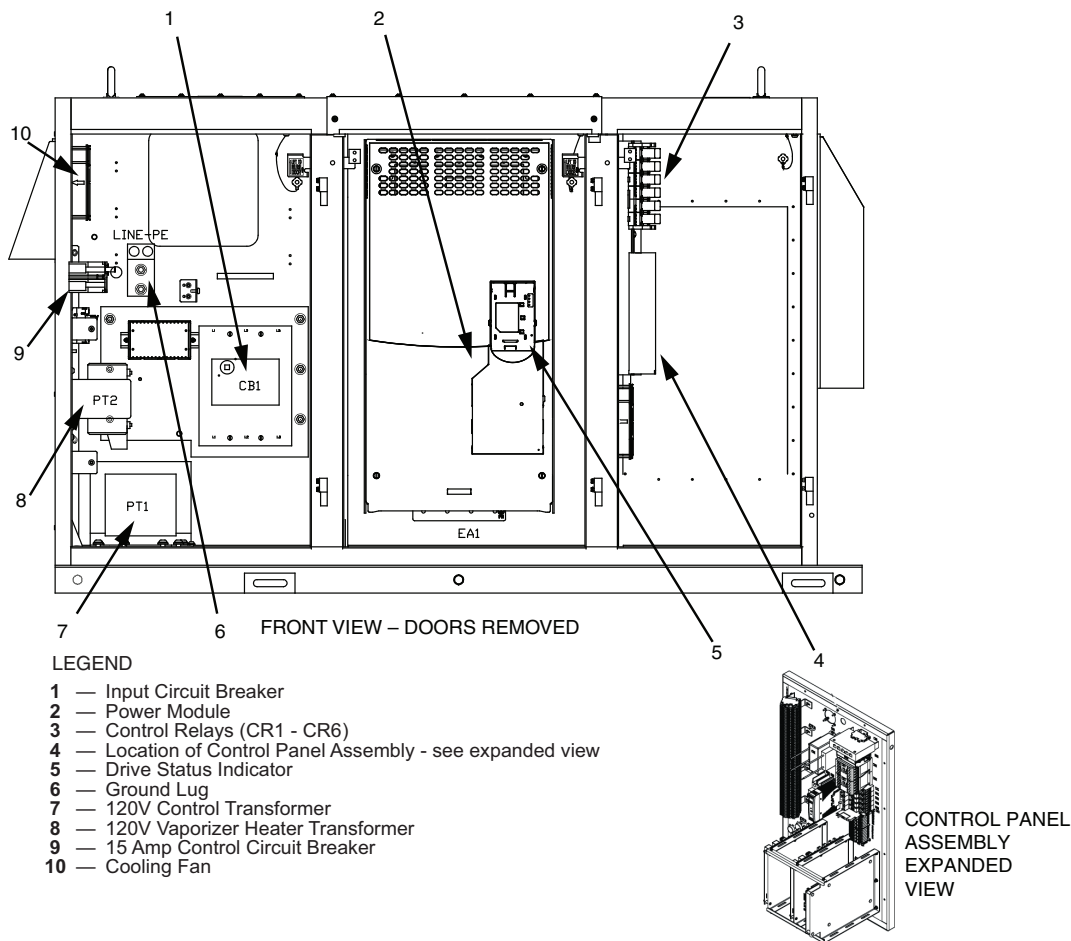 1
2
3
10
LINE-PE
9
CB1
PT2
8
PT1
EA1
7
6
FRONT VIEW – DOORS REMOVED
5
4
LEGEND
1 — Input Circuit Breaker
2 — Power Module
3 — Control Relays (CR1 - CR6)
4 — Location of Control Panel Assembly - see expanded view
5 — Drive Status Indicator
6 — Ground Lug
7 — 120V Control Transformer
8 — 120V Vaporizer Heater Transformer
9 — 15 Amp Control Circuit Breaker
10 — Cooling Fan
CONTROL PANEL
ASSEMBLY
EXPANDED
VIEW